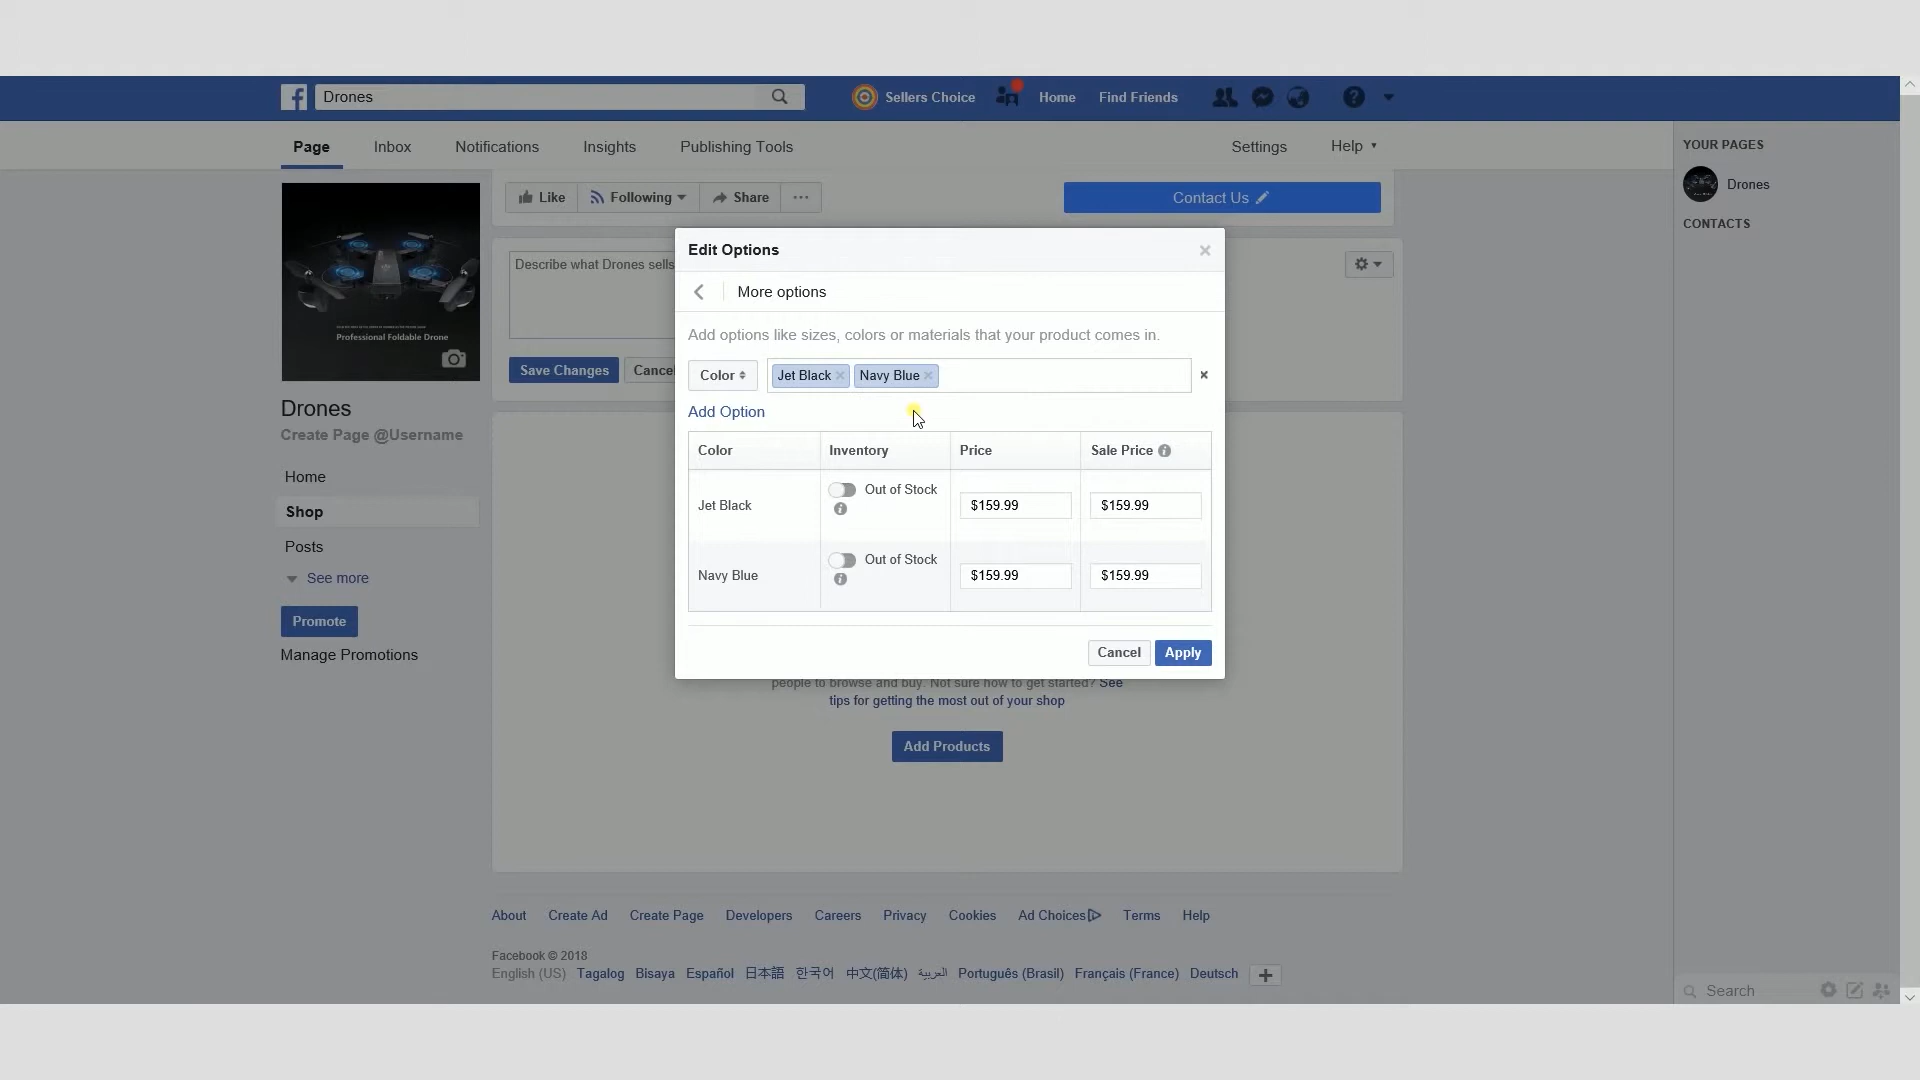 Drones
Sellers Choice
Home
Find Friends
Page
Inbox
Notifications
Insights
Publishing Tools
Settings
Help
YOUR PAGES
Drones
CONTACTS
Like
Following
Share
Contact Us
Describe what Drones sells
Save Changes
Cancel
Professional Foldable Drone
Drones
Create Page @Username
Home
Shop
Posts
See more
Promote
Manage Promotions
Edit Options
More options
Add options like sizes, colors or materials that your product comes in.
Color
Jet Black
Navy Blue
Add Option
Color
Inventory
Price
Sale Price
Jet Black
Out of Stock
$159.99
$159.99
Navy Blue
Out of Stock
$159.99
$159.99
Cancel
Apply
people to browse and buy. Not sure how to get started? See
tips for getting the most out of your shop
Add Products
About
Create Ad
Create Page
Developers
Careers
Privacy
Cookies
Ad Choices
Terms
Help
Facebook © 2018
English (US)
Tagalog
Bisaya
Español
日本語
한국어
中文(简体)
العربية
Português (Brasil)
Français (France)
Deutsch
Search